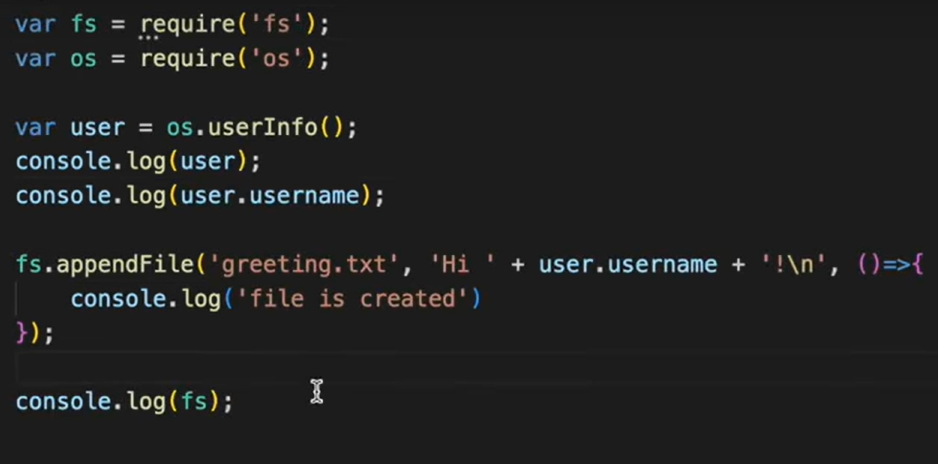 var fs = require('fs');
var os = require('os');
var user = os.userInfo();
console.log(user);
console.log(user.username);
fs.appendFile('greeting.txt', 'Hi ' + user.username + '!\n', ()=>{
    console.log('file is created')
});
console.log(fs);